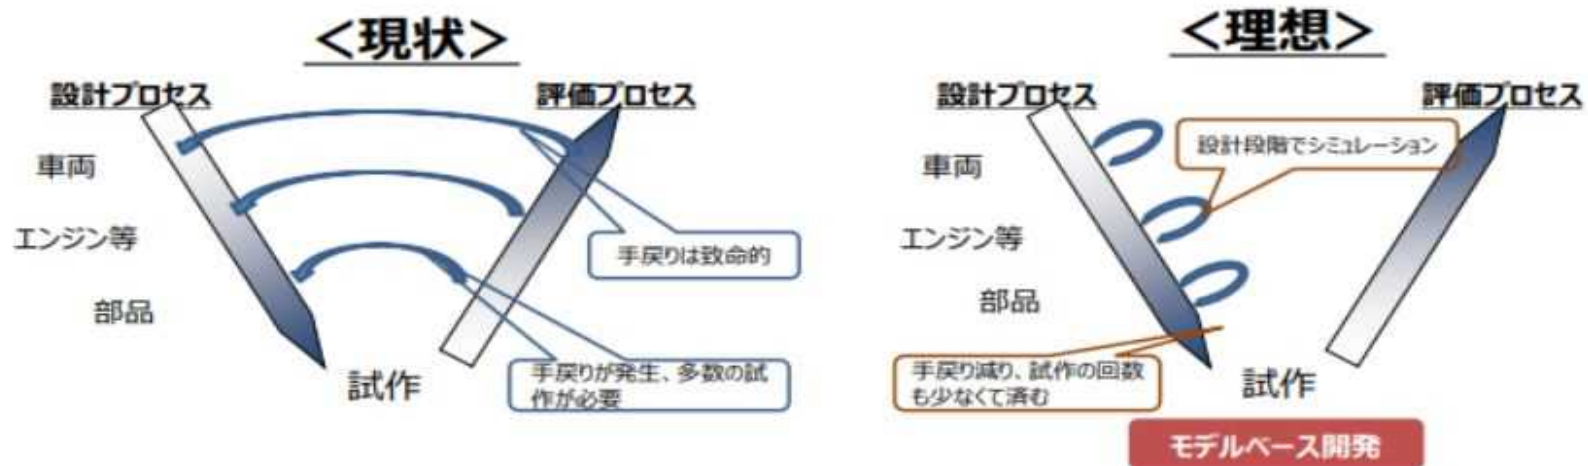 ＜現状＞
設計プロセス
評価プロセス
車両
エンジン等
部品
手戻りは致命的
手戻りが発生、多数の試
作が必要
試作
＜理想＞
設計プロセス
評価プロセス
車両
エンジン等
部品
設計段階でシミュレーション
手戻り減り、試作の回数
も少なくて済む
試作
モデルベース開発